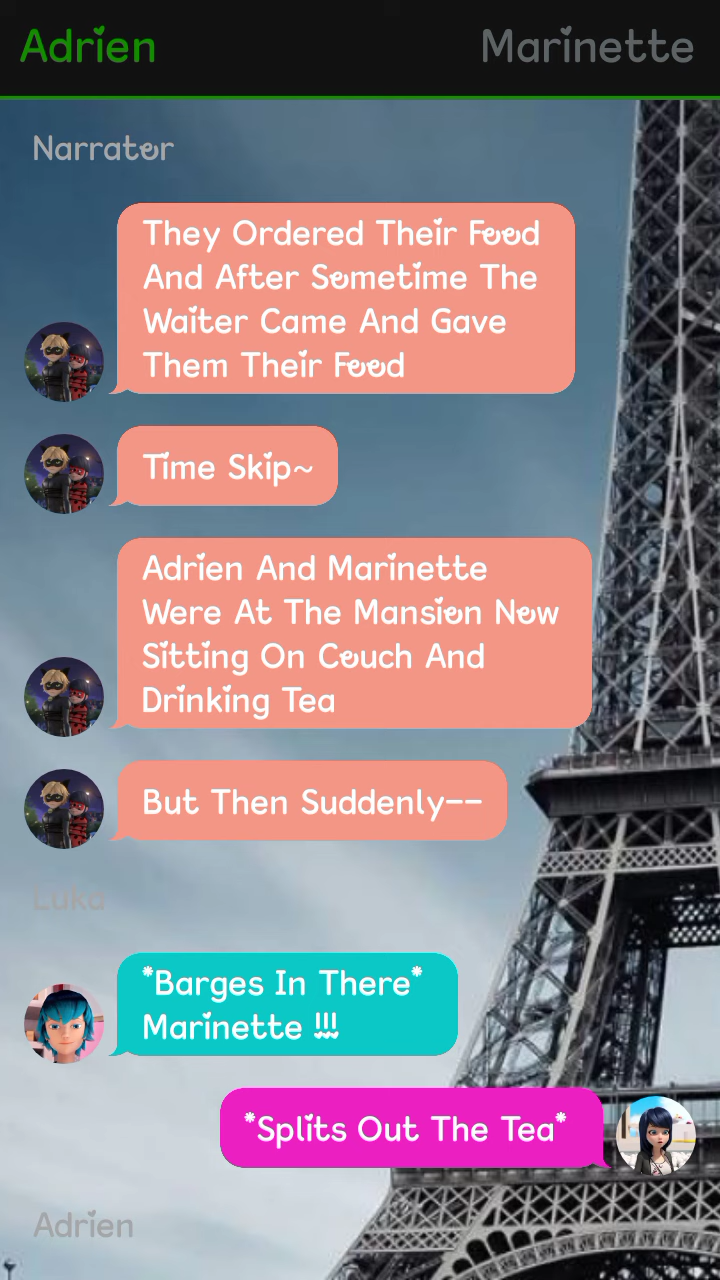 Adrien
Marinette
Narrator
They Ordered Their Food
And After Sometime The
Waiter Came And Gave
Them Their Food
Time Skip~
Adrien And Marinette
Were At The Mansion Now
Sitting On Couch And
Drinking Tea
But Then Suddenly--
Luka
*Barges In There*
Marinette !!!
*Splits Out The Tea*
Adrien